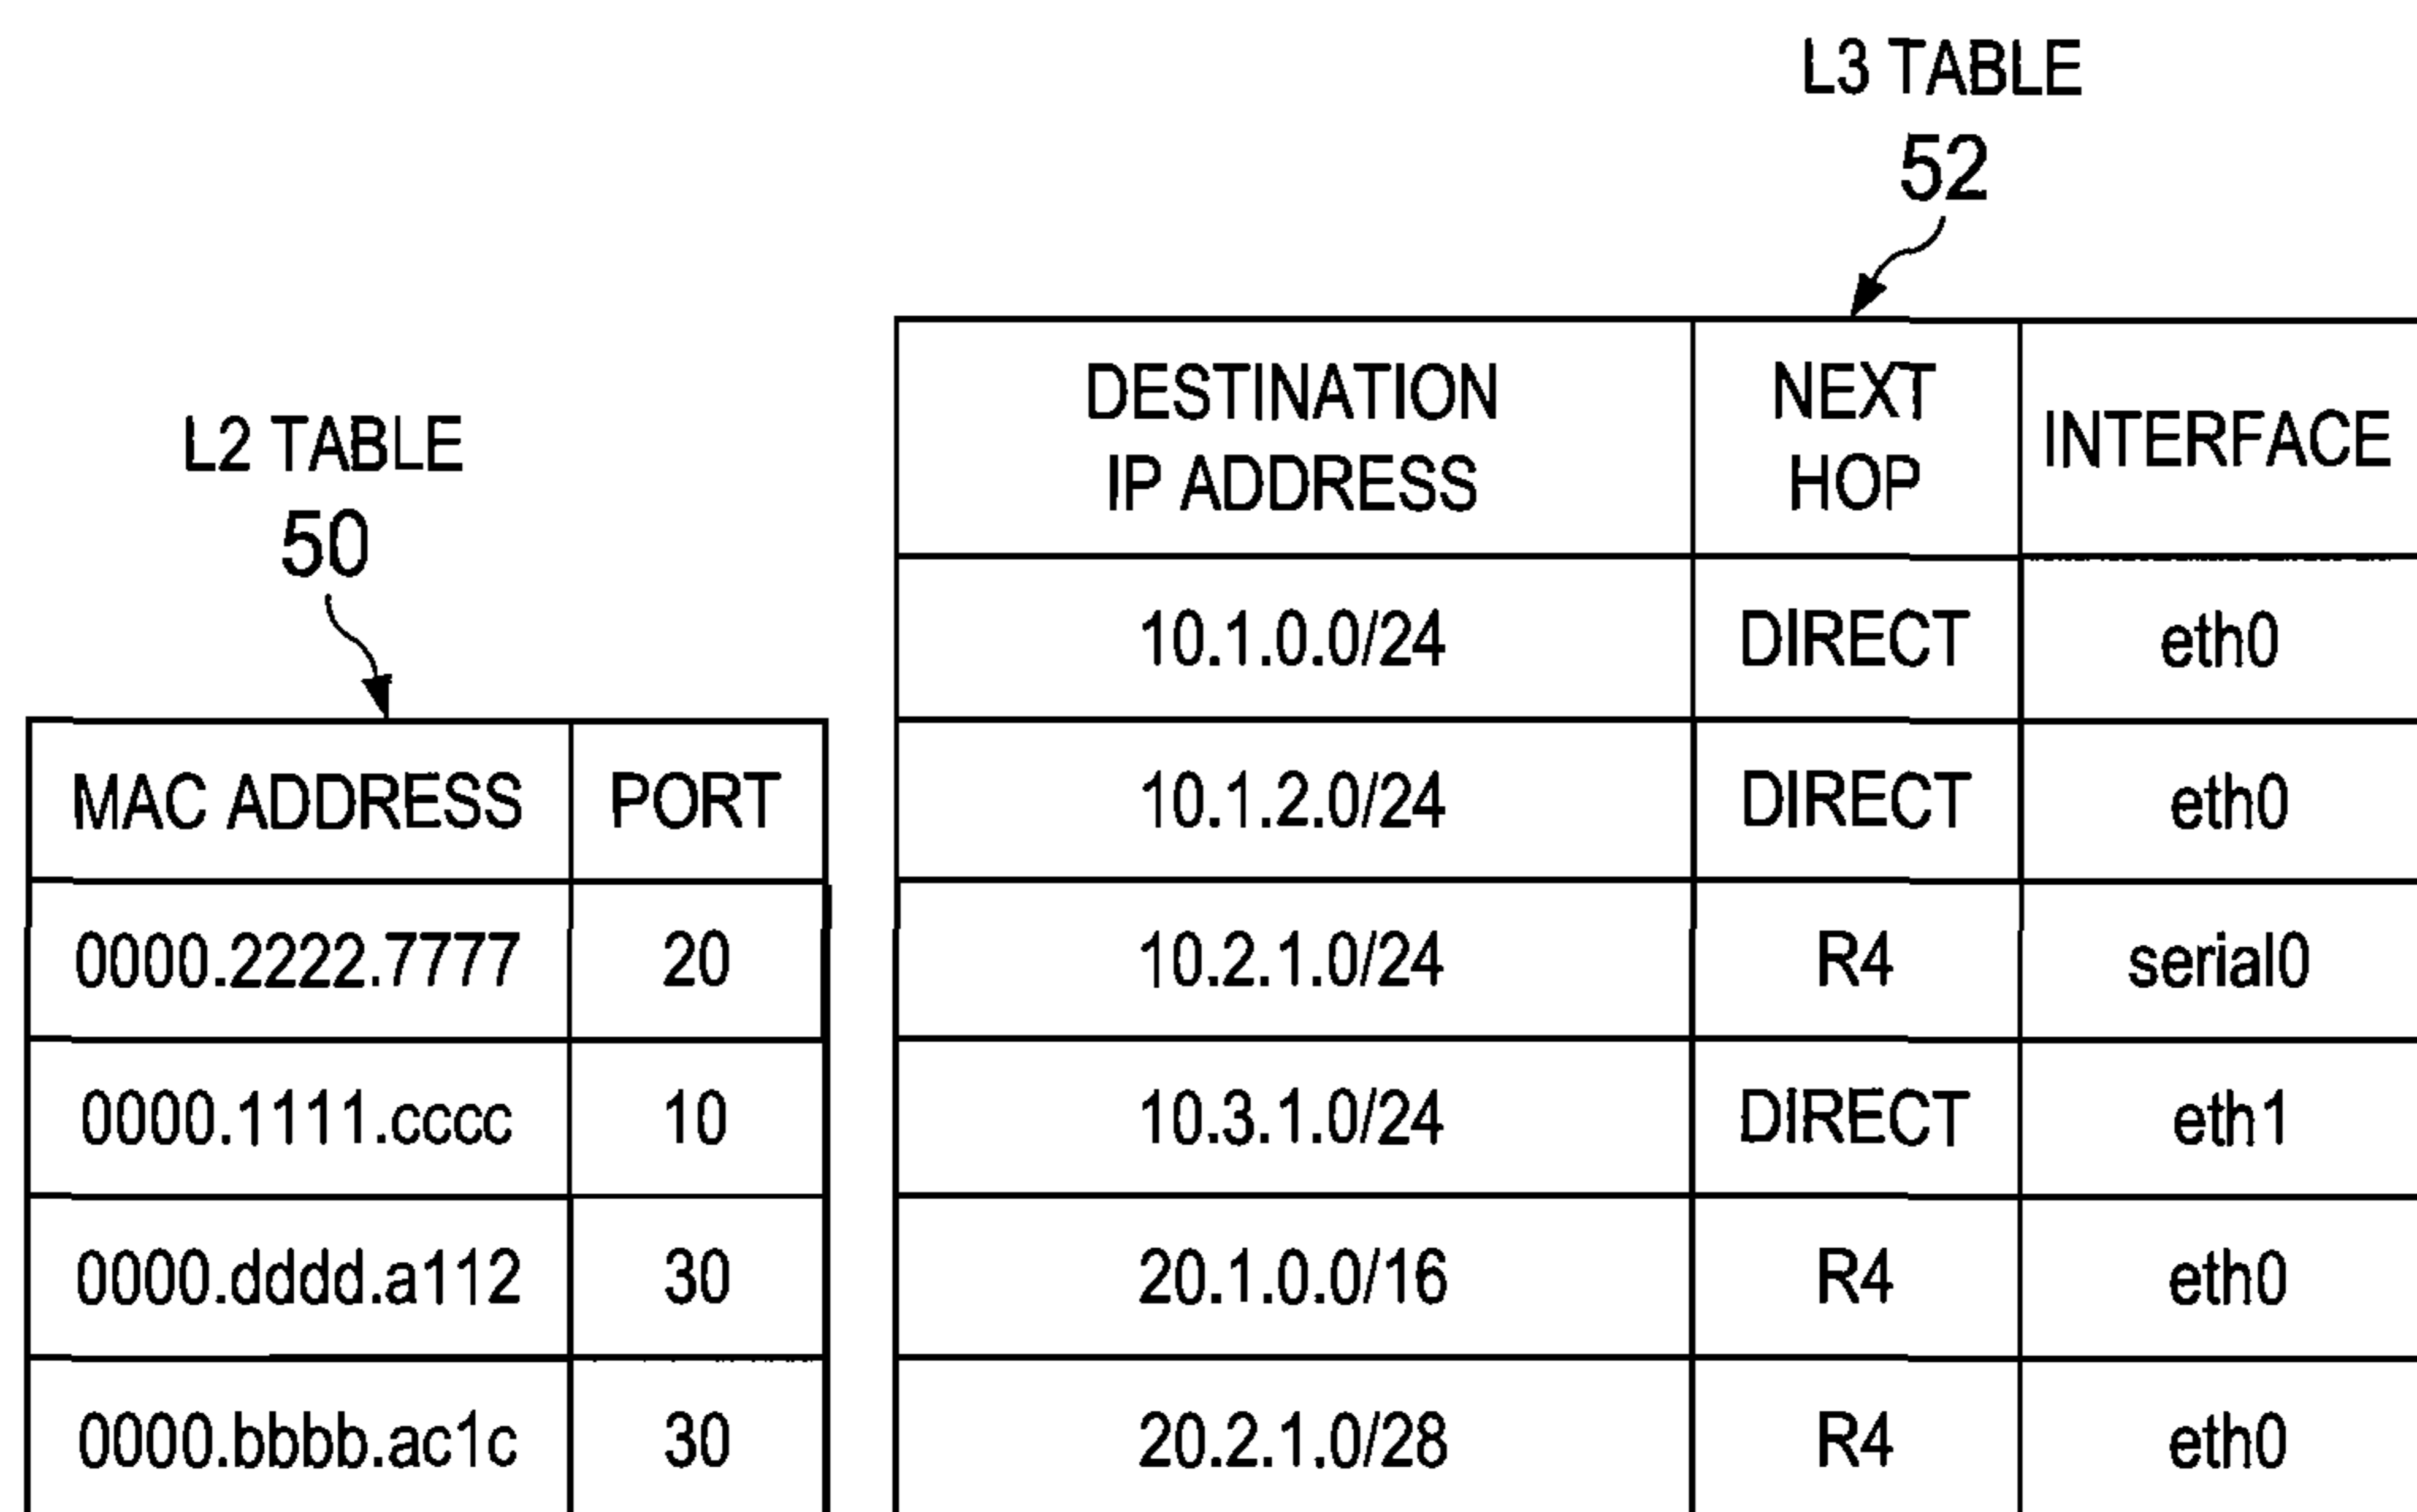 L3 TABLE
52
L2 TABLE
50
MAC ADDRESS PORT
0000.2222.7777 20
0000.1111.cccc 10
0000.dddd.a112 30
0000.bbbb.ac1c 30
DESTINATION
IP ADDRESS
NEXT
HOP
INTERFACE
10.1.0.0/24 DIRECT eth0
10.1.2.0/24 DIRECT eth0
10.2.1.0/24 R4 serial0
10.3.1.0/24 DIRECT eth1
20.1.0.0/16 R4 eth0
20.2.1.0/28 R4 eth0